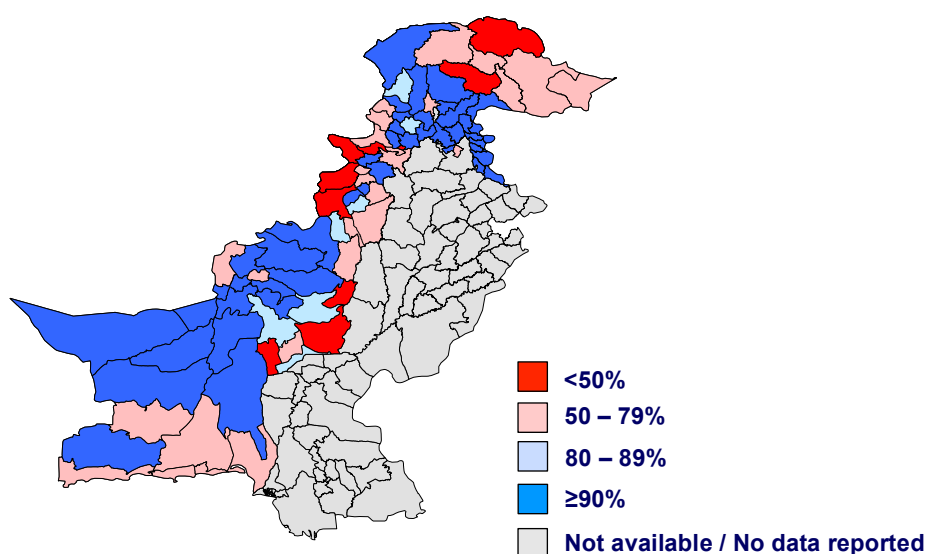 <50%
50 – 79%
80 – 89%
≥90%
Not available / No data reported